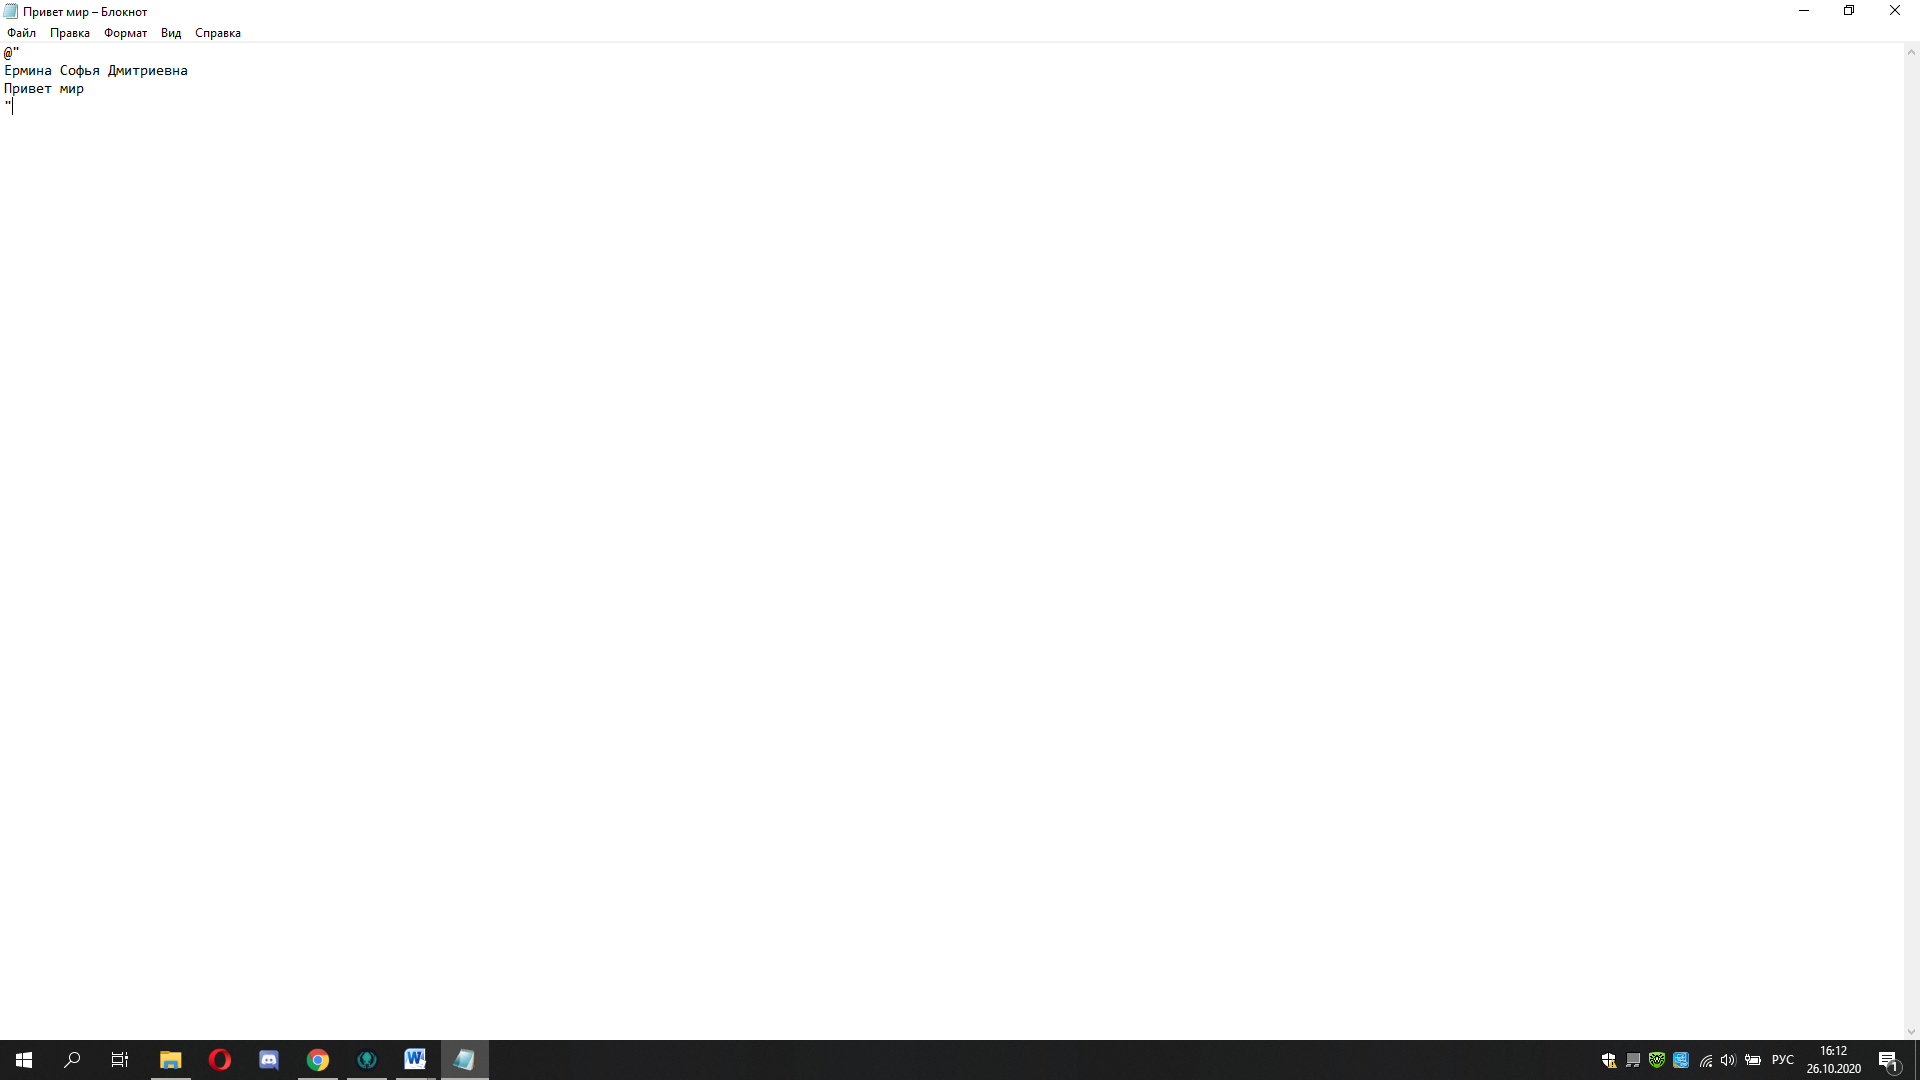 Привет мир – Блокнот
Файл Правка Формат Вид Справка
@"
Ермина Софья Дмитриевна
Привет мир
"
РУС
16:12
26.10.2020
1